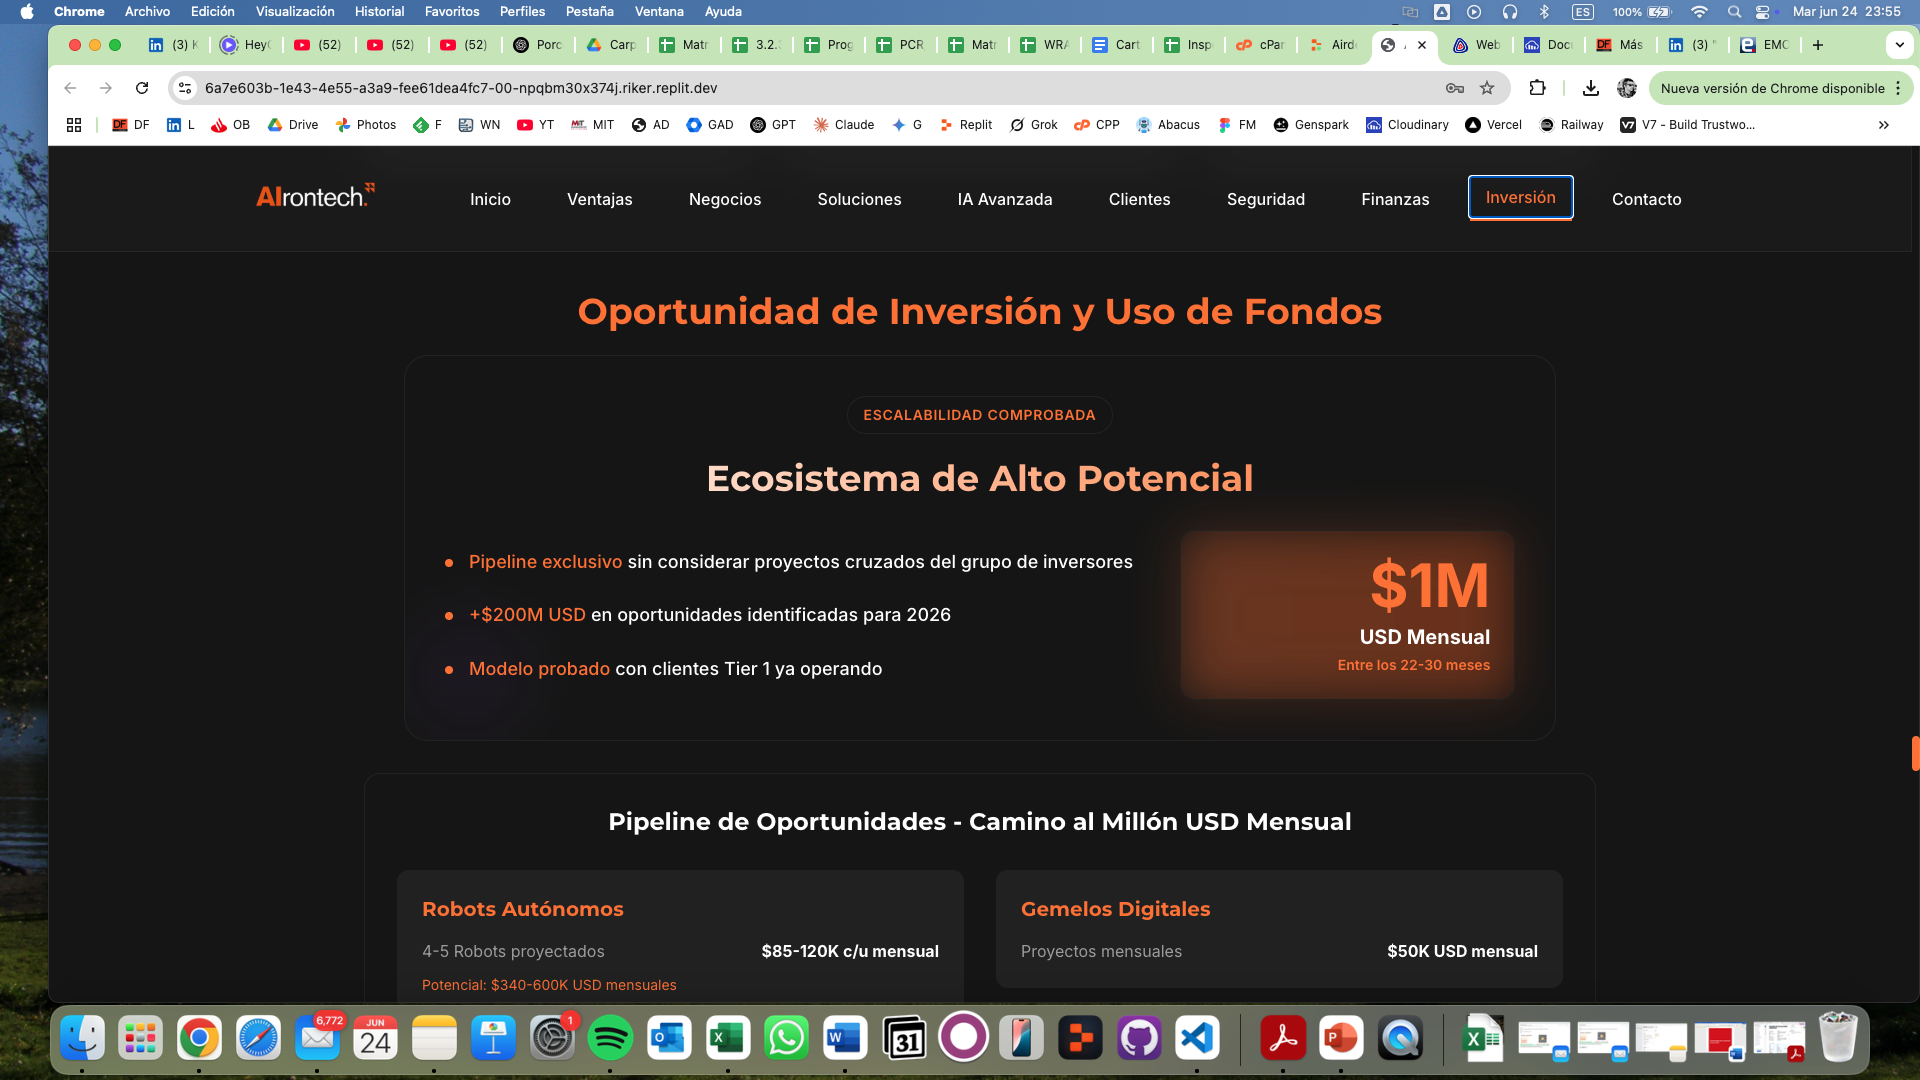 Chrome Archivo Edición Visualización Historial Favoritos Perfiles Pestaña Ventana Ayuda
ES 100% Mar jun 24 23:55
(3) HeyG (52) (52) (52) Porc Carp Matr 3.2. Prog PCR Matr WRA Cart Insp cPar Aird Web Doc Más (3) EMC
6a7e603b-1e43-4e55-a3a9-fee61dea4fc7-00-npqbm30x374j.riker.replit.dev
Nueva versión de Chrome disponible
DF L OB Drive Photos F WN YT MIT AD GAD GPT Claude G Replit Grok CPP Abacus FM Genspark Cloudinary Vercel Railway V7 - Build Trustwo...
AIrontech.
Inicio Ventajas Negocios Soluciones IA Avanzada Clientes Seguridad Finanzas Inversión Contacto
Oportunidad de Inversión y Uso de Fondos
ESCALABILIDAD COMPROBADA
Ecosistema de Alto Potencial
Pipeline exclusivo sin considerar proyectos cruzados del grupo de inversores
+$200M USD en oportunidades identificadas para 2026
Modelo probado con clientes Tier 1 ya operando
$1M
USD Mensual
Entre los 22-30 meses
Pipeline de Oportunidades - Camino al Millón USD Mensual
Robots Autónomos
4-5 Robots proyectados $85-120K c/u mensual
Potencial: $340-600K USD mensuales
Gemelos Digitales
Proyectos mensuales $50K USD mensual
6,772
JUN
24
1
31